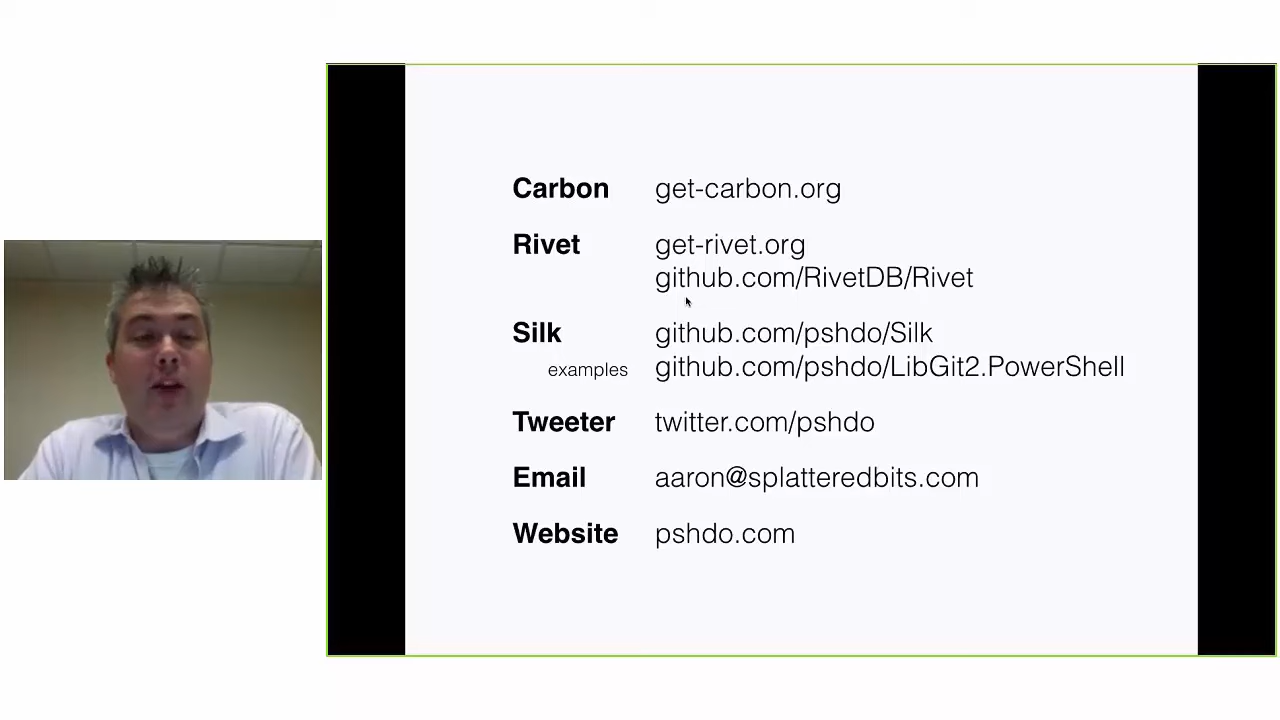 Carbon get-carbon.org
Rivet get-rivet.org
github.com/RivetDB/Rivet
Silk github.com/pshdo/Silk
examples github.com/pshdo/LibGit2.PowerShell
Tweeter twitter.com/pshdo
Email aaron@splatteredbits.com
Website pshdo.com